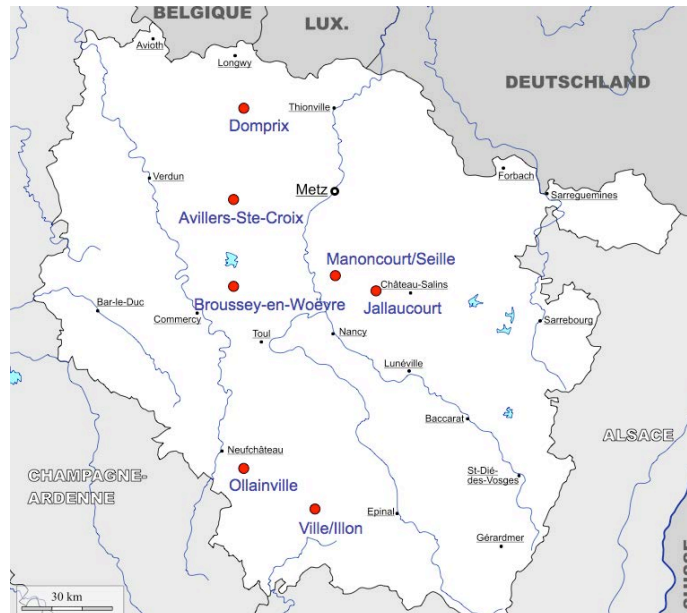 BELGIQUE
LUX.
Avioth
Longwy
DEUTSCHLAND
Thionville
Domprix
Verdun
Metz
Forbach
Sarreguemines
Avillers-Ste-Croix
Manoncourt/Seille
Château-Salins
Broussey-en-Woëvre
Jallaucourt
Bar-le-Duc
Commercy
Sarrebourg
Toul
Nancy
Lunéville
Baccarat
ALSACE
Neufchâteau
CHAMPAGNE-
ARDENNE
Ollainville
St-Dié-
des-Vosges
Ville/Illon
Epinal
Gérardmer
SUISSE
30 km